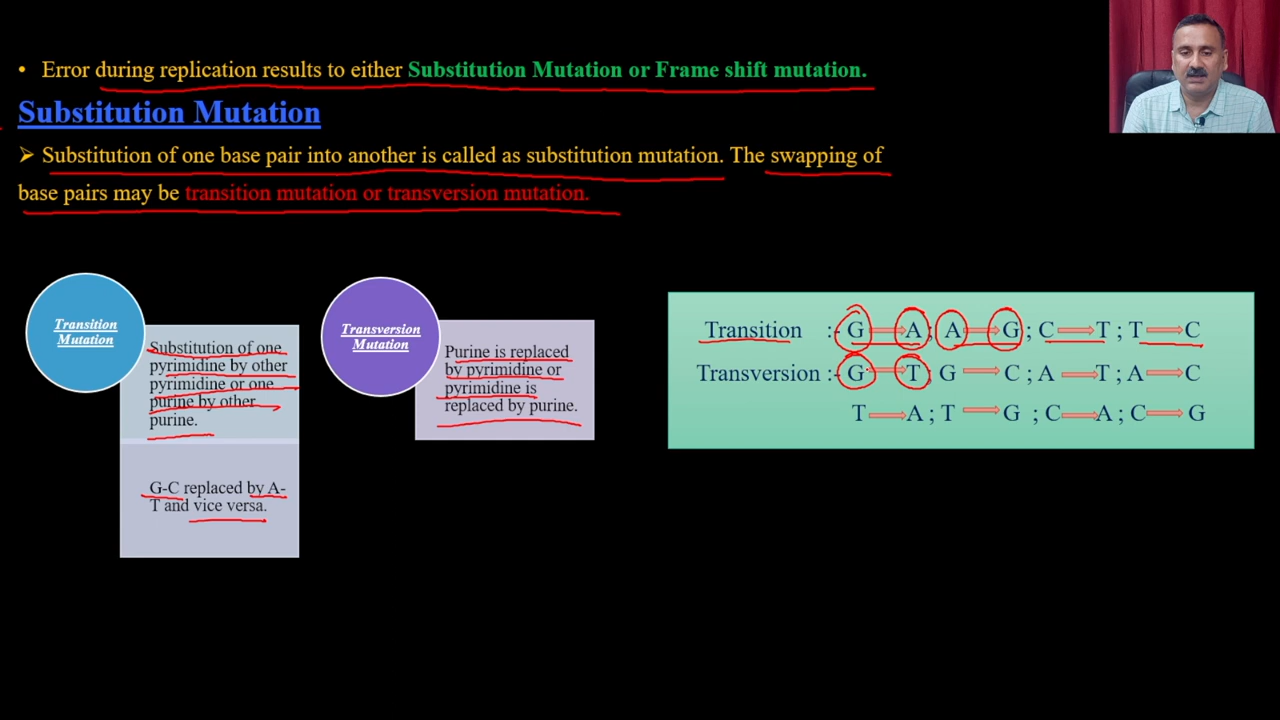 • Error during replication results to either Substitution Mutation or Frame shift mutation.
Substitution Mutation
➢ Substitution of one base pair into another is called as substitution mutation. The swapping of
base pairs may be transition mutation or transversion mutation.
Transition
Mutation
Substitution of one
pyrimidine by other
pyrimidine or one
purine by other
purine.
G-C replaced by A-
T and vice versa.
Transversion
Mutation
Purine is replaced
by pyrimidine or
pyrimidine is
replaced by purine.
Transition :- G ⇒ A; A ⇒ G ; C ⇒ T ; T ⇒ C
Transversion :- G ⇒ T; G ⇒ C ; A ⇒ T ; A ⇒ C
T ⇒ A ; T ⇒ G ; C ⇒ A ; C ⇒ G